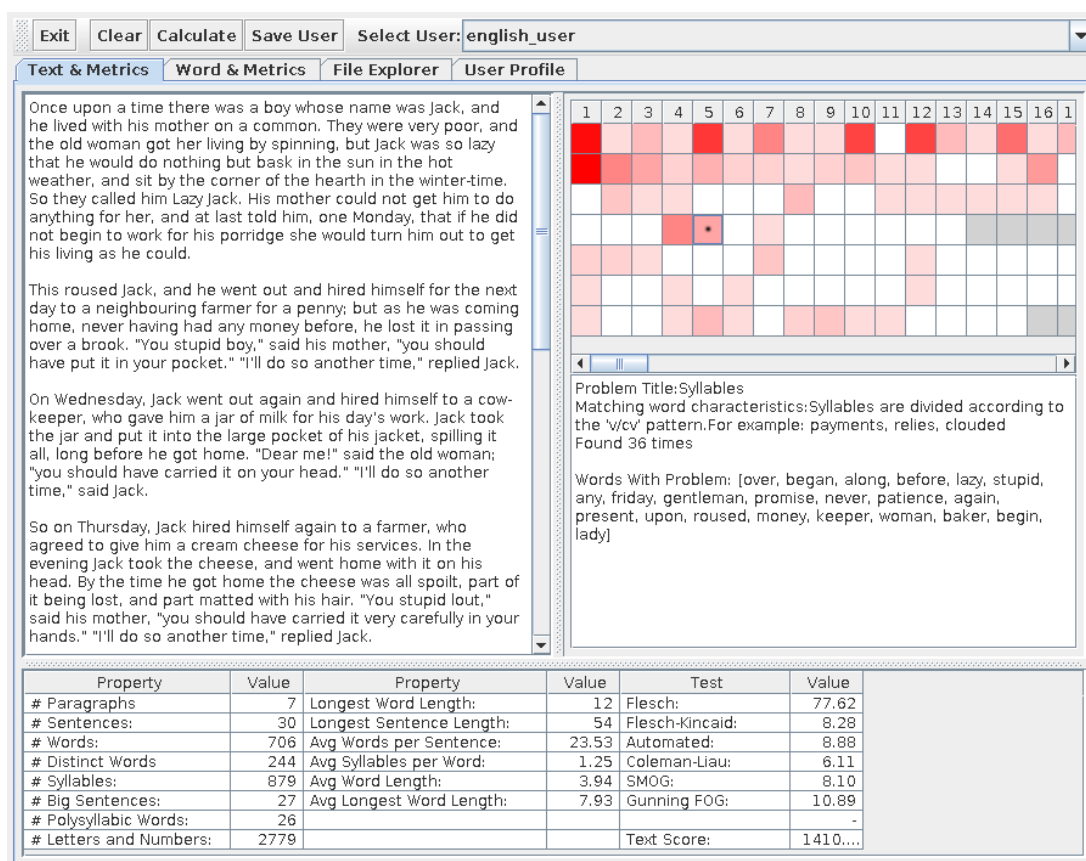 Exit Clear Calculate Save User Select User: english_user
Text & Metrics Word & Metrics File Explorer User Profile
Once upon a time there was a boy whose name was Jack, and
he lived with his mother on a common. They were very poor, and
the old woman got her living by spinning, but Jack was so lazy
that he would do nothing but bask in the sun in the hot
weather, and sit by the corner of the hearth in the winter-time.
So they called him Lazy Jack. His mother could not get him to do
anything for her, and at last told him, one Monday, that if he did
not begin to work for his porridge she would turn him out to get
his living as he could.
This roused Jack, and he went out and hired himself for the next
day to a neighbouring farmer for a penny; but as he was coming
home, never having had any money before, he lost it in passing
over a brook. "You stupid boy," said his mother, "you should
have put it in your pocket." "I'll do so another time," replied Jack.
On Wednesday, Jack went out again and hired himself to a cow-
keeper, who gave him a jar of milk for his day's work. Jack took
the jar and put it into the large pocket of his jacket, spilling it
all, long before he got home. "Dear me!" said the old woman;
"you should have carried it on your head." "I'll do so another
time," said Jack.
So on Thursday, Jack hired himself again to a farmer, who
agreed to give him a cream cheese for his services. In the
evening Jack took the cheese, and went home with it on his
head. By the time he got home the cheese was all spoilt, part of
it being lost, and part matted with his hair. "You stupid lout,"
said his mother, "you should have carried it very carefully in your
hands." "I'll do so another time," replied Jack.
1 2 3 4 5 6 7 8 9 10 11 12 13 14 15 16 1
Problem Title:Syllables
Matching word characteristics:Syllables are divided according to
the 'v/cv' pattern.For example: payments, relies, clouded
Found 36 times
Words With Problem: [over, began, along, before, lazy, stupid,
any, friday, gentleman, promise, never, patience, again,
present, upon, roused, money, keeper, woman, baker, begin,
lady]
Property Value Property Value Test Value
# Paragraphs 7 Longest Word Length: 12 Flesch: 77.62
# Sentences: 30 Longest Sentence Length: 54 Flesch-Kincaid: 8.28
# Words: 706 Avg Words per Sentence: 23.53 Automated: 8.88
# Distinct Words 244 Avg Syllables per Word: 1.25 Coleman-Liau: 6.11
# Syllables: 879 Avg Word Length: 3.94 SMOG: 8.10
# Big Sentences: 27 Avg Longest Word Length: 7.93 Gunning FOG: 10.89
# Polysyllabic Words: 26 -
# Letters and Numbers: 2779 Text Score: 1410....